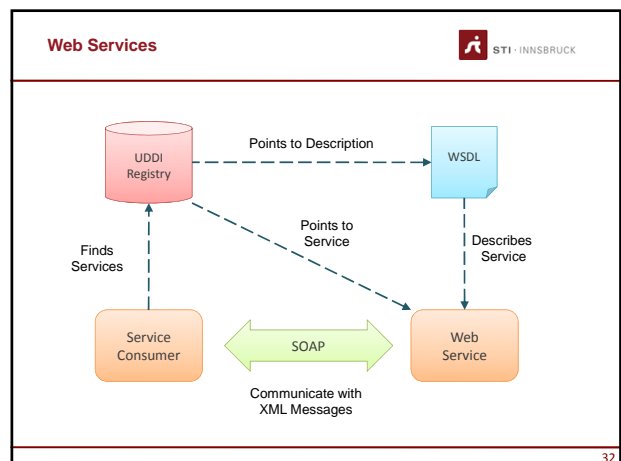 Web Services
STI · INNSBRUCK
UDDI
Registry
Points to Description
WSDL
Points to
Service
Finds
Services
Describes
Service
Service
Consumer
SOAP
Web
Service
Communicate with
XML Messages
32